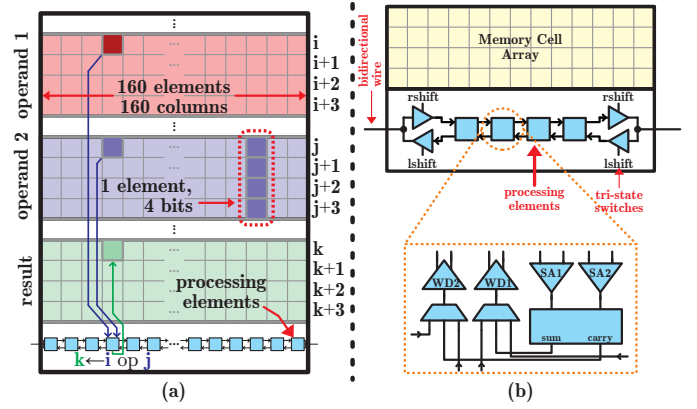 operand 1
i
i+1
i+2
i+3
160 elements
160 columns
operand 2
j
j+1
j+2
j+3
1 element,
4 bits
result
k
k+1
k+2
k+3
processing
elements
k←i op j
(a)
Memory Cell
Array
bidirectional
wire
rshift
rshift
lshift
lshift
processing
elements
tri-state
switches
WD2
WD1
SA1
SA2
sum
carry
(b)